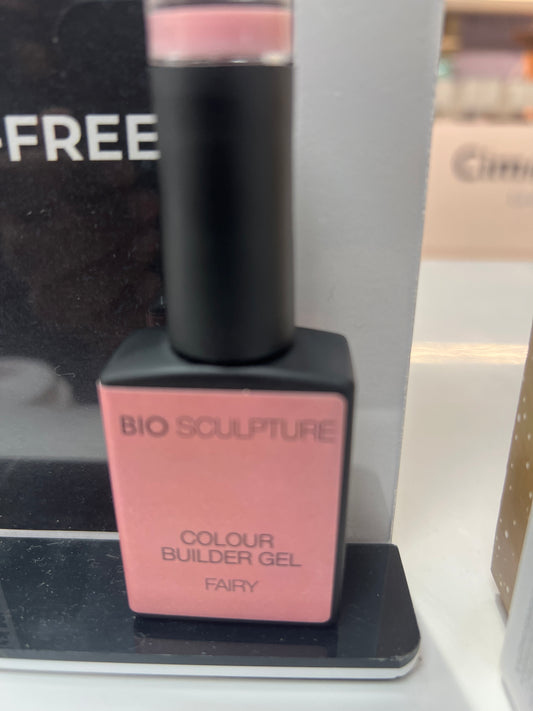 -FREE
BIO SCULPTURE
COLOUR
BUILDER GEL
FAIRY